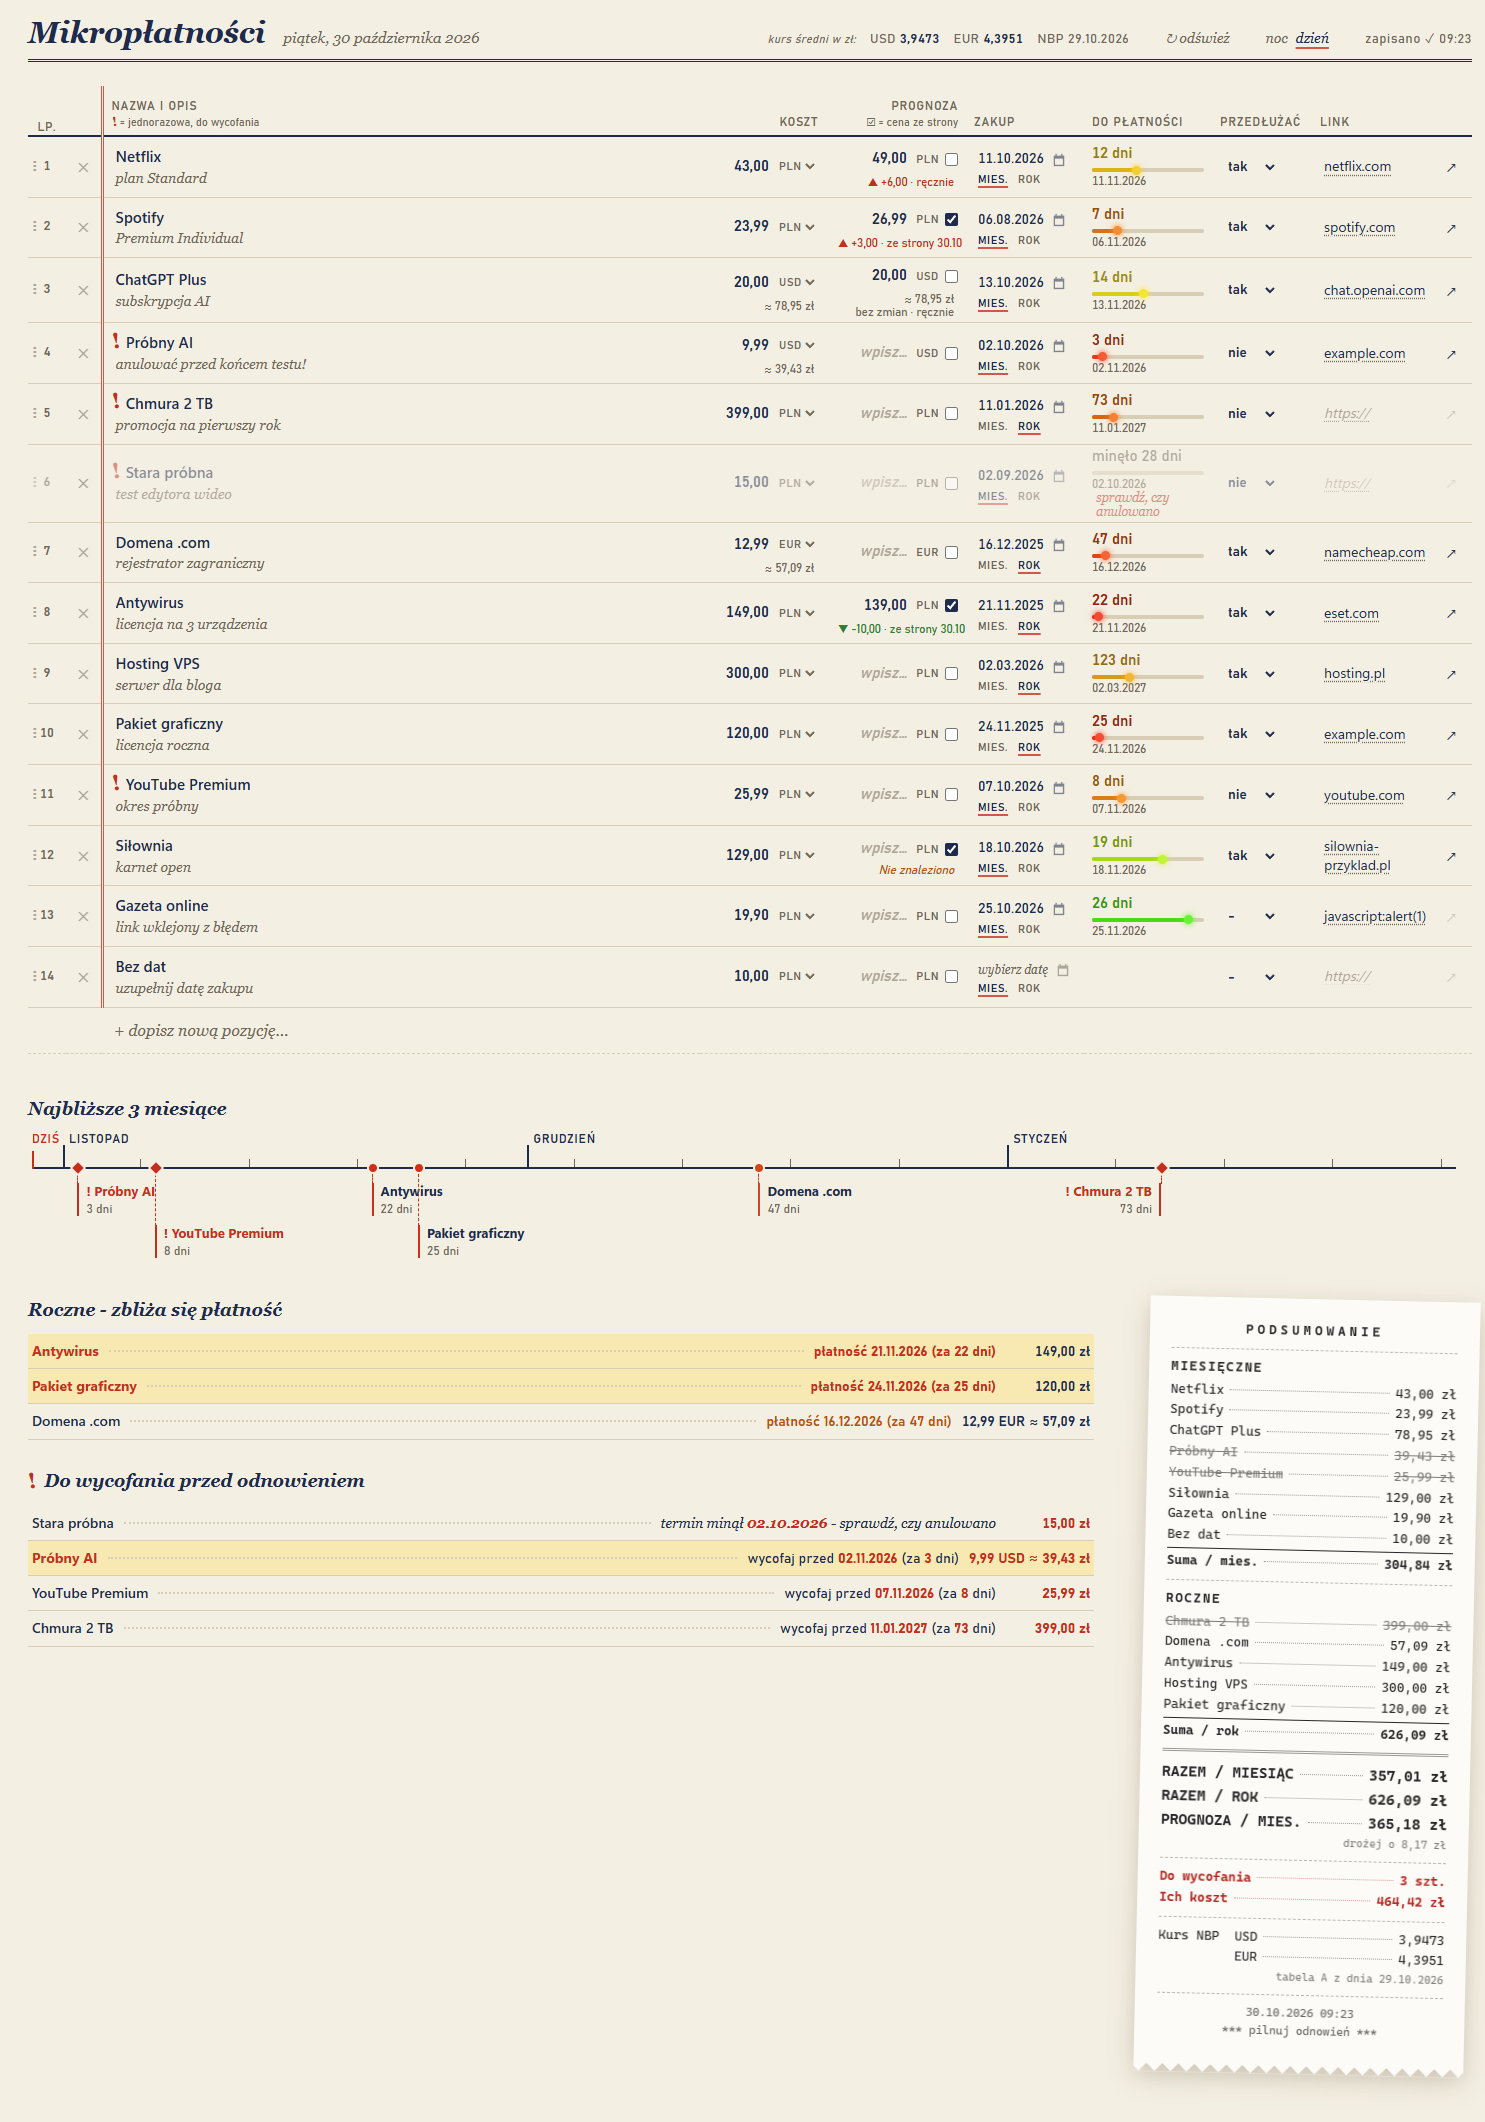 Mikropłatności piątek, 30 października 2026 kurs średni w zł: USD 3,9473 EUR 4,3951 NBP 29.10.2026 ↻ odśwież noc dzień zapisano ✓ 09:23
LP. NAZWA I OPIS KOSZT PROGNOZA ZAKUP DO PŁATNOŚCI PRZEDŁUŻAĆ LINK
! = jednorazowa, do wycofania ☑ = cena ze strony
1 × Netflix 43,00 PLN 49,00 PLN 11.10.2026 12 dni tak netflix.com ↗
plan Standard ▲ +6,00 · ręcznie MIES. ROK 11.11.2026
2 × Spotify 23,99 PLN 26,99 PLN 06.08.2026 7 dni tak spotify.com ↗
Premium Individual ▲ +3,00 · ze strony 30.10 MIES. ROK 06.11.2026
3 × ChatGPT Plus 20,00 USD 20,00 USD 13.10.2026 14 dni tak chat.openai.com ↗
subskrypcja AI ≈ 78,95 zł ≈ 78,95 zł MIES. ROK 13.11.2026
bez zmian · ręcznie
4 × ! Próbny AI 9,99 USD wpisz... USD 02.10.2026 3 dni nie example.com ↗
anulować przed końcem testu! ≈ 39,43 zł MIES. ROK 02.11.2026
5 × ! Chmura 2 TB 399,00 PLN wpisz... PLN 11.01.2026 73 dni nie https:// ↗
promocja na pierwszy rok MIES. ROK 11.01.2027
6 × ! Stara próbna 15,00 PLN wpisz... PLN 02.09.2026 minęło 28 dni nie https:// ↗
test edytora wideo MIES. ROK 02.10.2026
sprawdź, czy
anulowano
7 × Domena .com 12,99 EUR wpisz... EUR 16.12.2025 47 dni tak namecheap.com ↗
rejestrator zagraniczny ≈ 57,09 zł MIES. ROK 16.12.2026
8 × Antywirus 149,00 PLN 139,00 PLN 21.11.2025 22 dni tak eset.com ↗
licencja na 3 urządzenia ▼ -10,00 · ze strony 30.10 MIES. ROK 21.11.2026
9 × Hosting VPS 300,00 PLN wpisz... PLN 02.03.2026 123 dni tak hosting.pl ↗
serwer dla bloga MIES. ROK 02.03.2027
10 × Pakiet graficzny 120,00 PLN wpisz... PLN 24.11.2025 25 dni tak example.com ↗
licencja roczna MIES. ROK 24.11.2026
11 × ! YouTube Premium 25,99 PLN wpisz... PLN 07.10.2026 8 dni nie youtube.com ↗
okres próbny MIES. ROK 07.11.2026
12 × Siłownia 129,00 PLN wpisz... PLN 18.10.2026 19 dni tak silownia-przyklad.pl ↗
karnet open Nie znaleziono MIES. ROK 18.11.2026
13 × Gazeta online 19,90 PLN wpisz... PLN 25.10.2026 26 dni - javascript:alert(1) ↗
link wklejony z błędem MIES. ROK 25.11.2026
14 × Bez dat 10,00 PLN wpisz... PLN wybierz datę - https:// ↗
uzupełnij datę zakupu MIES. ROK
+ dopisz nową pozycję...
Najbliższe 3 miesiące
DZIŚ LISTOPAD GRUDZIEŃ STYCZEŃ
! Próbny AI Antywirus Domena .com ! Chmura 2 TB
3 dni 22 dni 47 dni 73 dni
! YouTube Premium Pakiet graficzny
8 dni 25 dni
Roczne - zbliża się płatność
Antywirus płatność 21.11.2026 (za 22 dni) 149,00 zł
Pakiet graficzny płatność 24.11.2026 (za 25 dni) 120,00 zł
Domena .com płatność 16.12.2026 (za 47 dni) 12,99 EUR ≈ 57,09 zł
! Do wycofania przed odnowieniem
Stara próbna termin minął 02.10.2026 - sprawdź, czy anulowano 15,00 zł
Próbny AI wycofaj przed 02.11.2026 (za 3 dni) 9,99 USD ≈ 39,43 zł
YouTube Premium wycofaj przed 07.11.2026 (za 8 dni) 25,99 zł
Chmura 2 TB wycofaj przed 11.01.2027 (za 73 dni) 399,00 zł
PODSUMOWANIE
MIESIĘCZNE
Netflix 43,00 zł
Spotify 23,99 zł
ChatGPT Plus 78,95 zł
Próbny AI 39,43 zł
YouTube Premium 25,99 zł
Siłownia 129,00 zł
Gazeta online 19,90 zł
Bez dat 10,00 zł
Suma / mies. 304,84 zł
ROCZNE
Chmura 2 TB 399,00 zł
Domena .com 57,09 zł
Antywirus 149,00 zł
Hosting VPS 300,00 zł
Pakiet graficzny 120,00 zł
Suma / rok 626,09 zł
RAZEM / MIESIĄC 357,01 zł
RAZEM / ROK 626,09 zł
PROGNOZA / MIES. 365,18 zł
drożej o 8,17 zł
Do wycofania 3 szt.
Ich koszt 464,42 zł
Kurs NBP USD 3,9473
EUR 4,3951
tabela A z dnia 29.10.2026
30.10.2026 09:23
*** pilnuj odnowień ***